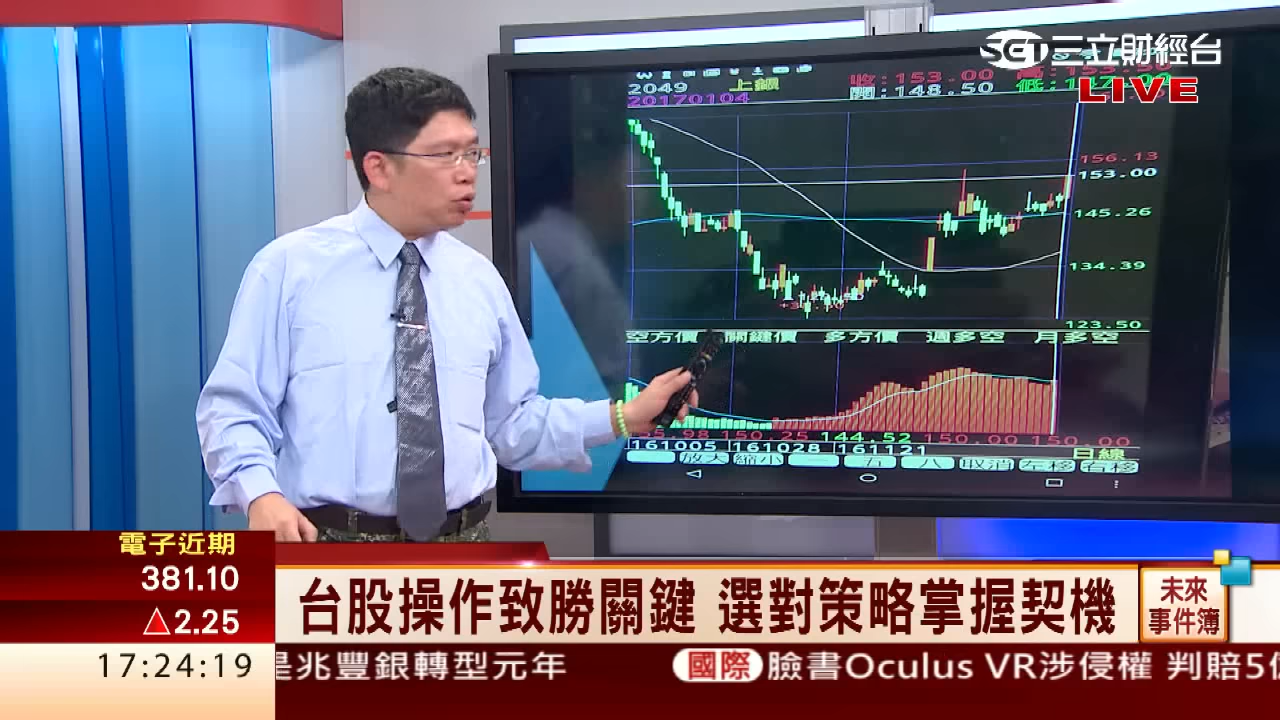 SET三立財經台
LIVE
2049 上銀 收:153.00
20170104 開:148.50
156.13
153.00
145.26
134.39
123.50
空方價 關鍵價 多方價 週多空 月多空
150.25 144.52 150.00 150.00
161005 161028 161121 日線
放大 縮小 五 八 取消 左移 右移
電子近期
381.10
△2.25
17:24:19
台股操作致勝關鍵 選對策略掌握契機
未來
事件簿
是兆豐銀轉型元年 國際 臉書Oculus VR涉侵權 判賠5億